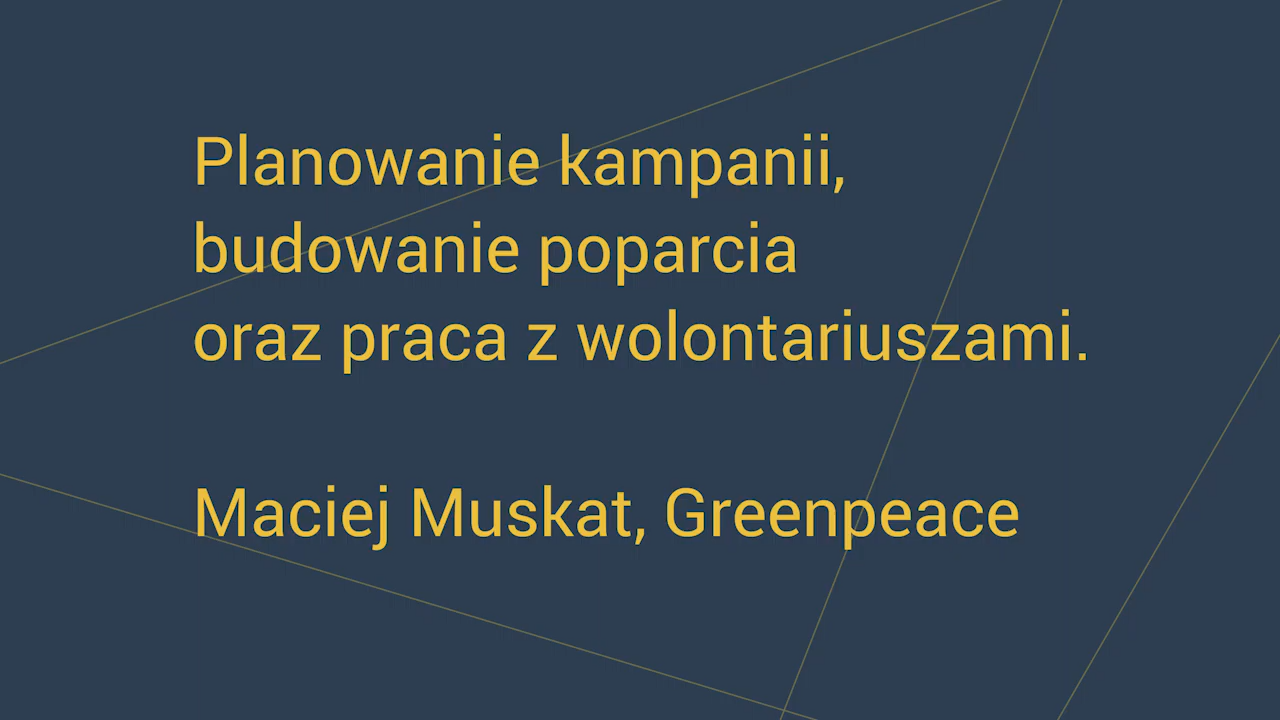 Planowanie kampanii,
budowanie poparcia
oraz praca z wolontariuszami.
Maciej Muskat, Greenpeace